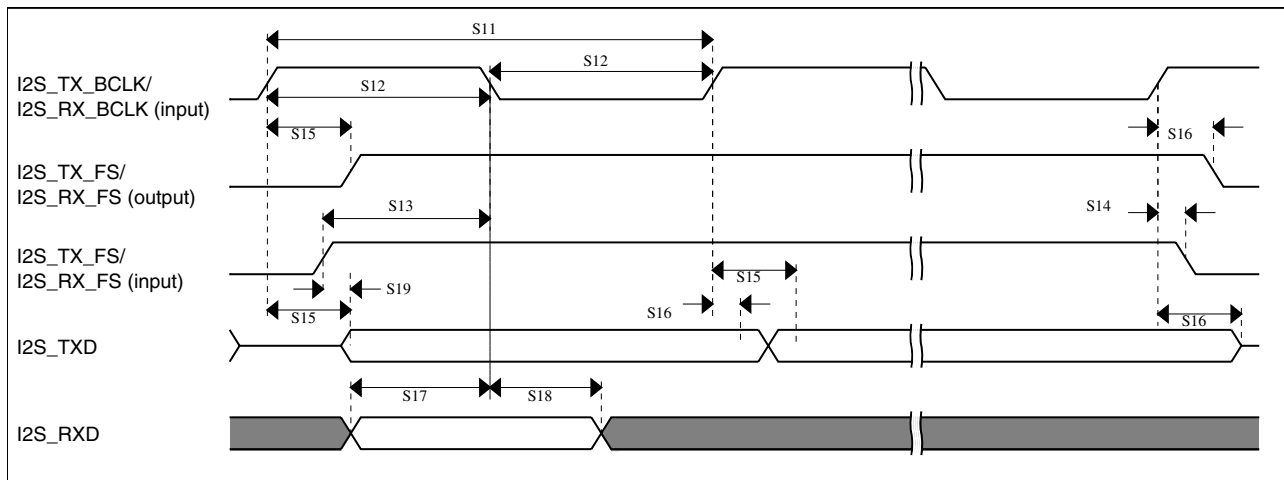 S11
S12
I2S_TX_BCLK/
I2S_RX_BCLK (input)
S12
S15
S16
I2S_TX_FS/
I2S_RX_FS (output)
S13
S14
I2S_TX_FS/
I2S_RX_FS (input)
S15
S19
S15
S16
S16
I2S_TXD
S17
S18
I2S_RXD